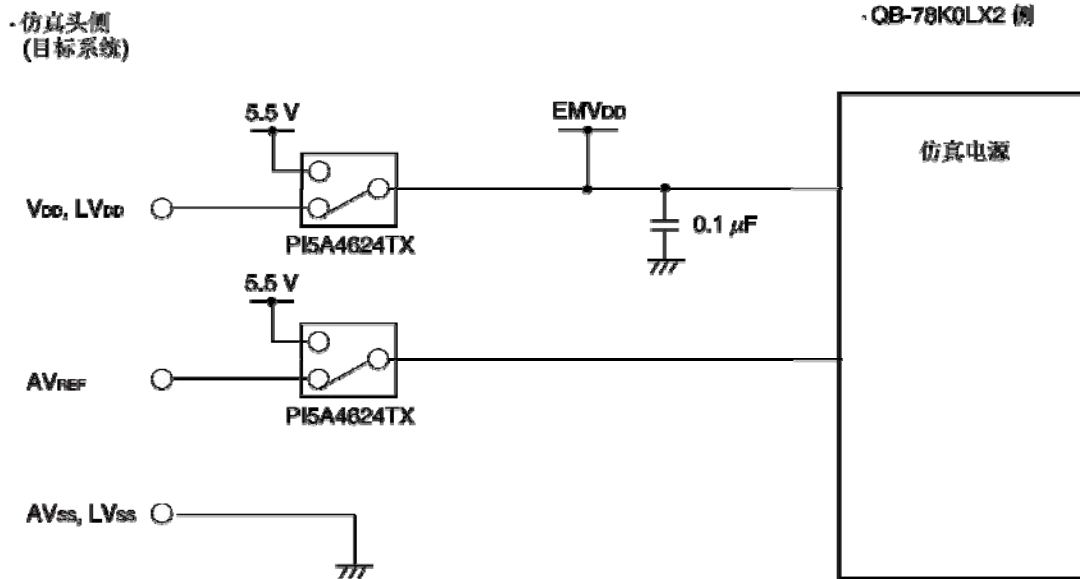 ·仿真头侧
(目标系统)
·QB-78K0LX2 侧
5.5 V
EMVDD
仿真电源
VDD, LVDD
0.1 μF
PI5A4624TX
5.5 V
AVREF
PI5A4624TX
AVSS, LVSS